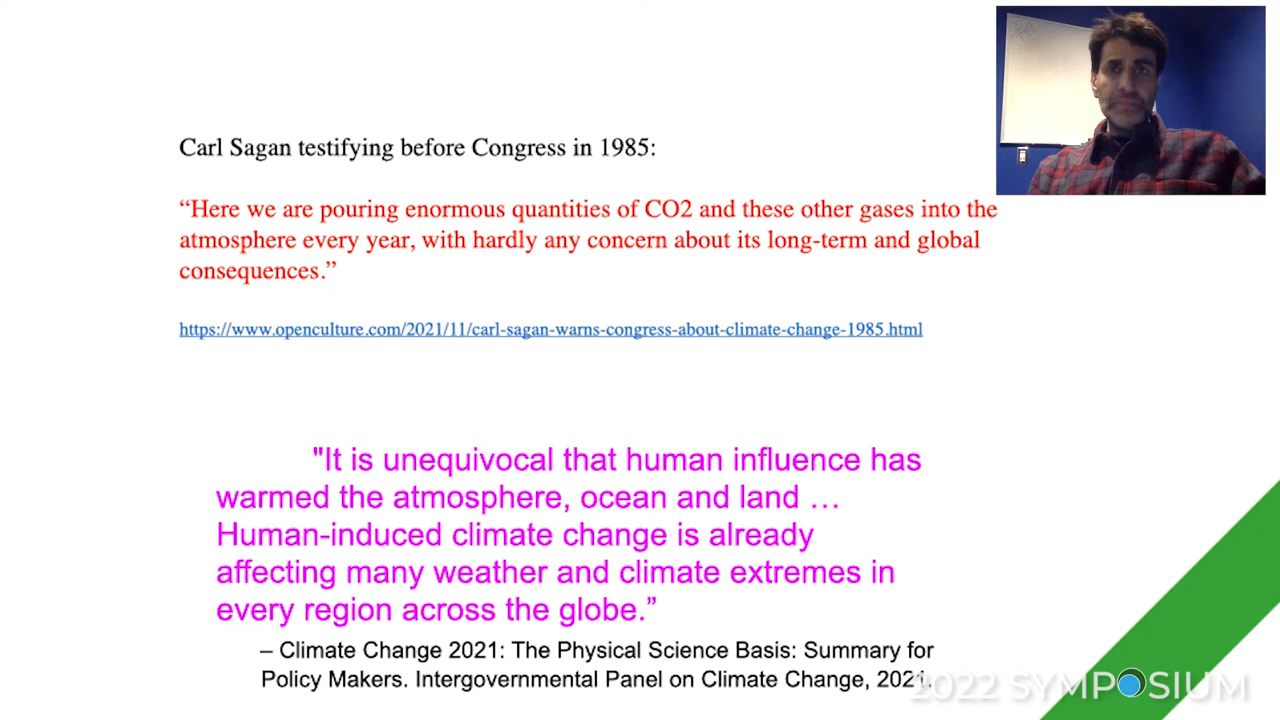 Carl Sagan testifying before Congress in 1985:
“Here we are pouring enormous quantities of CO2 and these other gases into the
atmosphere every year, with hardly any concern about its long-term and global
consequences.”
https://www.openculture.com/2021/11/carl-sagan-warns-congress-about-climate-change-1985.html
"It is unequivocal that human influence has
warmed the atmosphere, ocean and land …
Human-induced climate change is already
affecting many weather and climate extremes in
every region across the globe.”
– Climate Change 2021: The Physical Science Basis: Summary for
Policy Makers. Intergovernmental Panel on Climate Change, 2021.
2022 SYMPOSIUM